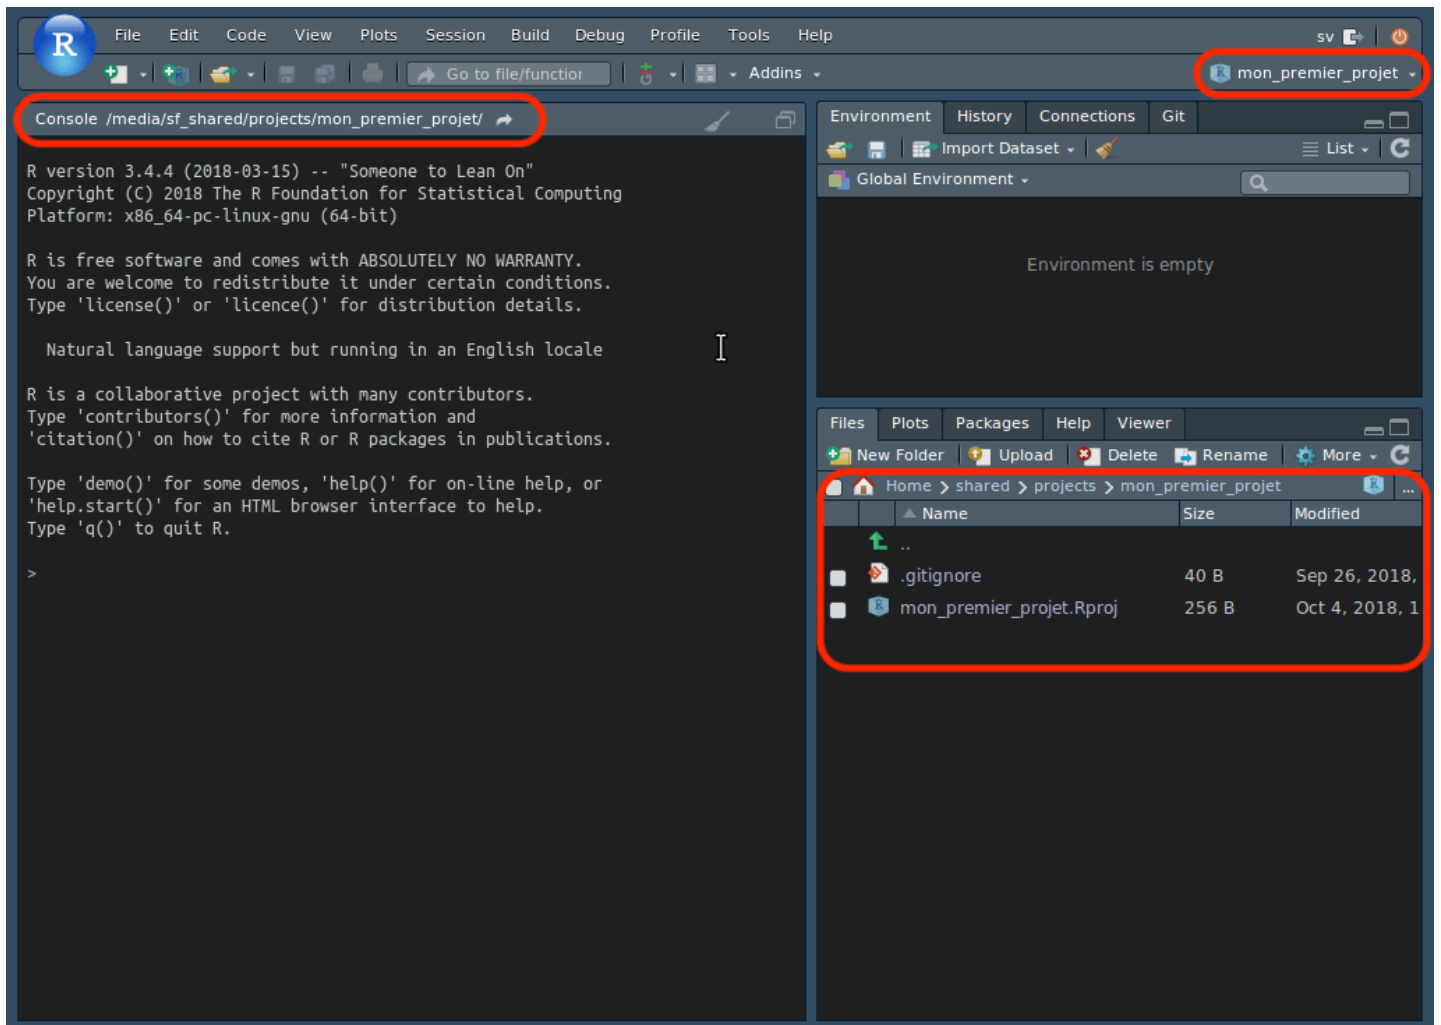 R
File Edit Code View Plots Session Build Debug Profile Tools Help
sv
Go to file/function
Addins
mon_premier_projet
Console /media/sf_shared/projects/mon_premier_projet/
R version 3.4.4 (2018-03-15) -- "Someone to Lean On"
Copyright (C) 2018 The R Foundation for Statistical Computing
Platform: x86_64-pc-linux-gnu (64-bit)
R is free software and comes with ABSOLUTELY NO WARRANTY.
You are welcome to redistribute it under certain conditions.
Type 'license()' or 'licence()' for distribution details.
Natural language support but running in an English locale
R is a collaborative project with many contributors.
Type 'contributors()' for more information and
'citation()' on how to cite R or R packages in publications.
Type 'demo()' for some demos, 'help()' for on-line help, or
'help.start()' for an HTML browser interface to help.
Type 'q()' to quit R.
>
Environment History Connections Git
Import Dataset List
Global Environment
Environment is empty
Files Plots Packages Help Viewer
New Folder Upload Delete Rename More
Home shared projects mon_premier_projet ...
Name Size Modified
..
.gitignore 40 B Sep 26, 2018,
mon_premier_projet.Rproj 256 B Oct 4, 2018, 1